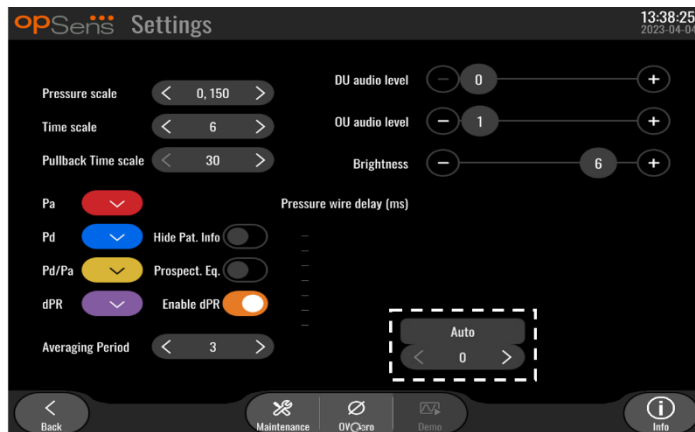 opSens Settings
13:38:25
2023-04-04
Pressure scale 0, 150
Time scale 6
Pullback Time scale 30
DU audio level 0
OU audio level 1
Brightness 6
Pa
Pd Hide Pat. Info
Pd/Pa Prospect. Eq.
dPR Enable dPR
Averaging Period 3
Pressure wire delay (ms)
Auto
0
Back
Maintenance
Demo
Info